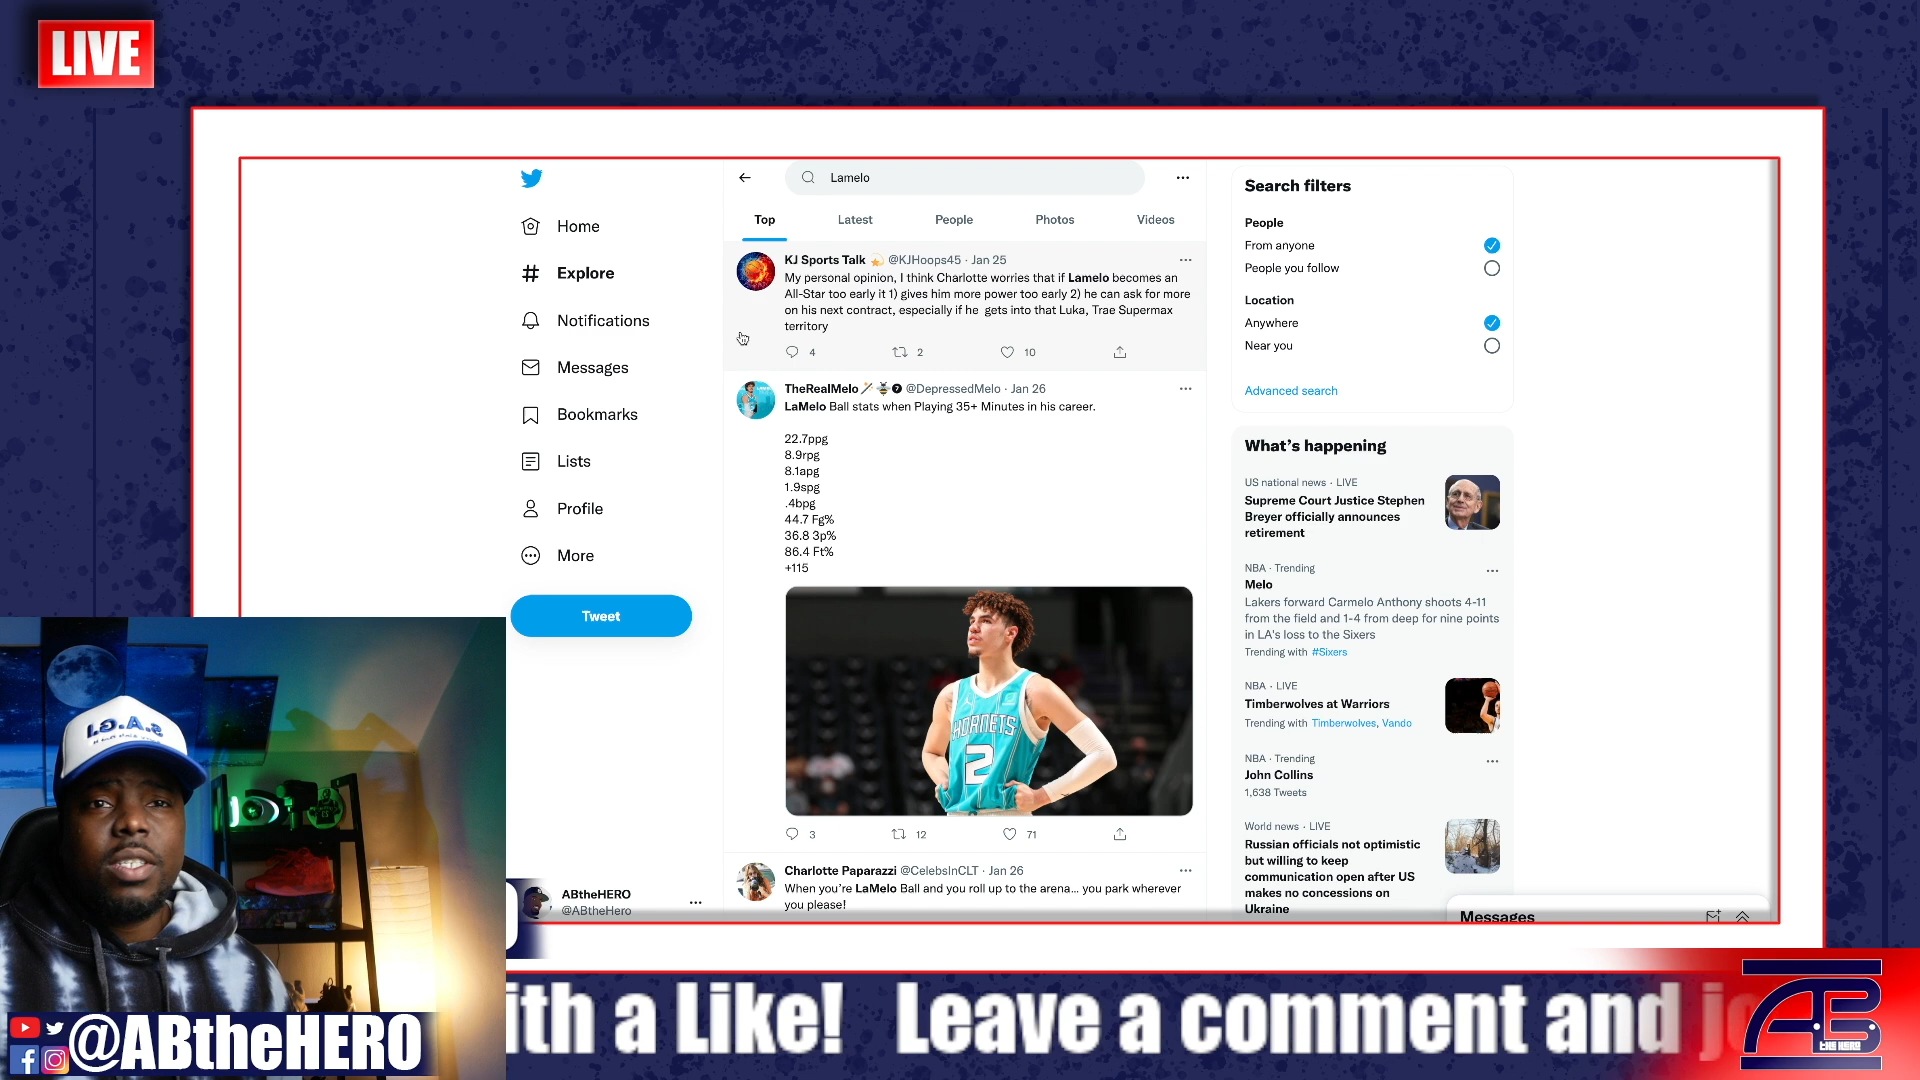 LIVE
Lamelo
Top
Latest
People
Photos
Videos
Home
Explore
Notifications
Messages
Bookmarks
Lists
Profile
More
Tweet
ABtheHERO
@ABtheHero
KJ Sports Talk 💫 @KJHoops45 · Jan 25
My personal opinion, I think Charlotte worries that if Lamelo becomes an
All-Star too early it 1) gives him more power too early 2) he can ask for more
on his next contract, especially if he gets into that Luka, Trae Supermax
territory
4 2 10
TheRealMelo🪄🐝❼ @DepressedMelo · Jan 26
LaMelo Ball stats when Playing 35+ Minutes in his career.
22.7ppg
8.9rpg
8.1apg
1.9spg
.4bpg
44.7 Fg%
36.8 3p%
86.4 Ft%
+115
HORNETS
2
3 12 71
Charlotte Paparazzi @CelebsInCLT · Jan 26
When you're LaMelo Ball and you roll up to the arena... you park wherever
you please!
Search filters
People
From anyone
People you follow
Location
Anywhere
Near you
Advanced search
What's happening
US national news · LIVE
Supreme Court Justice Stephen
Breyer officially announces
retirement
NBA · Trending
Melo
Lakers forward Carmelo Anthony shoots 4-11
from the field and 1-4 from deep for nine points
in LA's loss to the Sixers
Trending with #Sixers
NBA · LIVE
Timberwolves at Warriors
Trending with Timberwolves, Vando
NBA · Trending
John Collins
1,638 Tweets
World news · LIVE
Russian officials not optimistic
but willing to keep
communication open after US
makes no concessions on
Ukraine
Messages
@ABtheHERO
ith a Like! Leave a comment and jo
AB
THE HERO